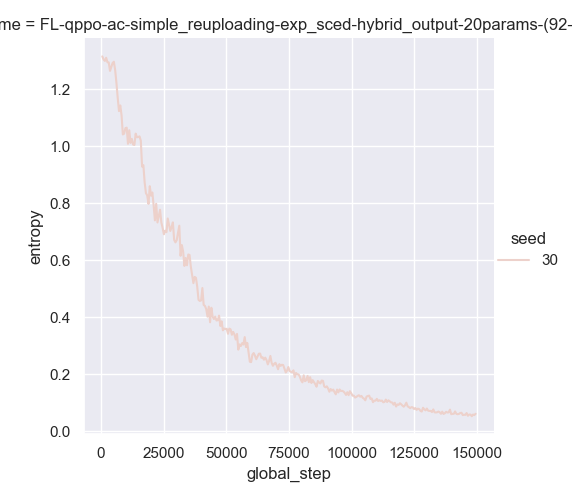 me = FL-qppo-ac-simple_reuploading-exp_sced-hybrid_output-20params-(92-
1.2
1.0
0.8
0.6
0.4
0.2
0.0
entropy
0 25000 50000 75000 100000 125000 150000
global_step
seed
30